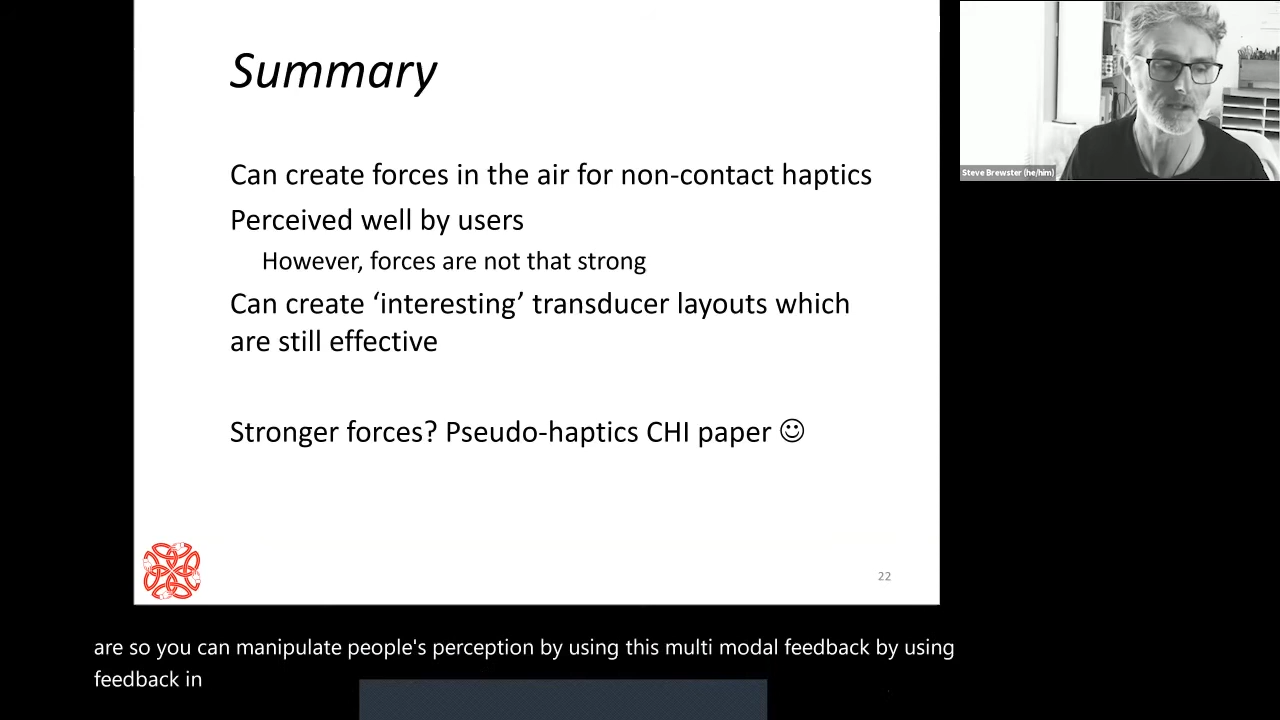 Summary
Can create forces in the air for non-contact haptics
Perceived well by users
However, forces are not that strong
Can create ‘interesting’ transducer layouts which
are still effective
Stronger forces? Pseudo-haptics CHI paper ☺
22
Steve Brewster (he/him)
are so you can manipulate people's perception by using this multi modal feedback by using
feedback in